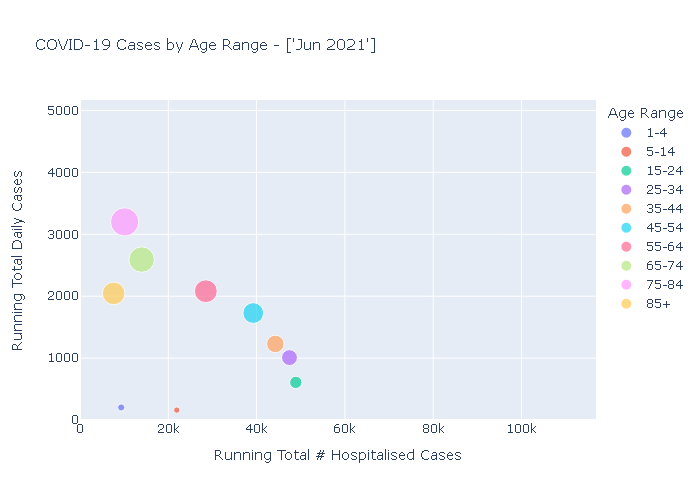 COVID-19 Cases by Age Range - ['Jun 2021']
Running Total Daily Cases
5000
4000
3000
2000
1000
0
0
20k
40k
60k
80k
100k
Running Total # Hospitalised Cases
Age Range
1-4
5-14
15-24
25-34
35-44
45-54
55-64
65-74
75-84
85+